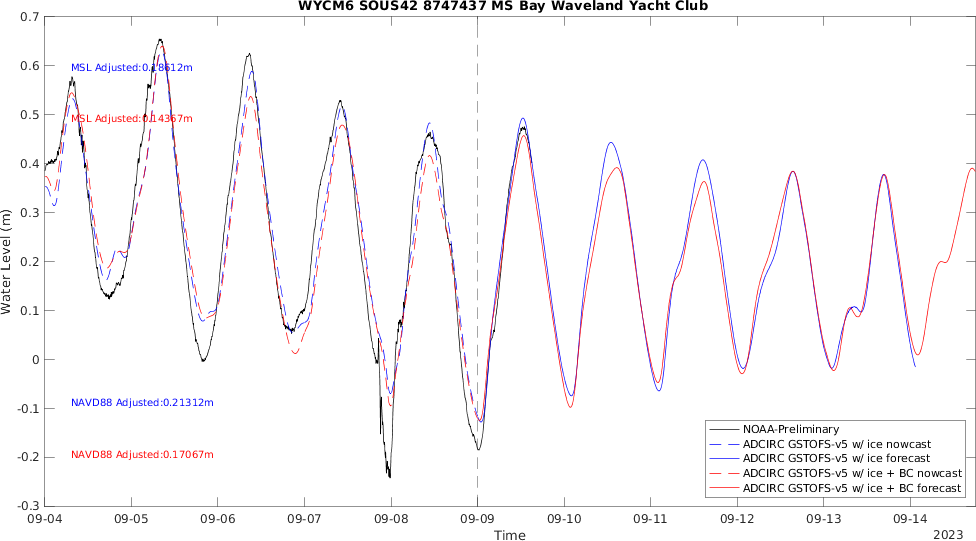 WYCM6 SOUS42 8747437 MS Bay Waveland Yacht Club
0.7
0.6
0.5
0.4
0.3
0.2
0.1
0
-0.1
-0.2
-0.3
Water Level (m)
MSL Adjusted:0.18612m
MSL Adjusted:0.14367m
NAVD88 Adjusted:0.21312m
NAVD88 Adjusted:0.17067m
NOAA-Preliminary
ADCIRC GSTOFS-v5 w/ ice nowcast
ADCIRC GSTOFS-v5 w/ ice forecast
ADCIRC GSTOFS-v5 w/ ice + BC nowcast
ADCIRC GSTOFS-v5 w/ ice + BC forecast
09-04 09-05 09-06 09-07 09-08 09-09 09-10 09-11 09-12 09-13 09-14
Time
2023